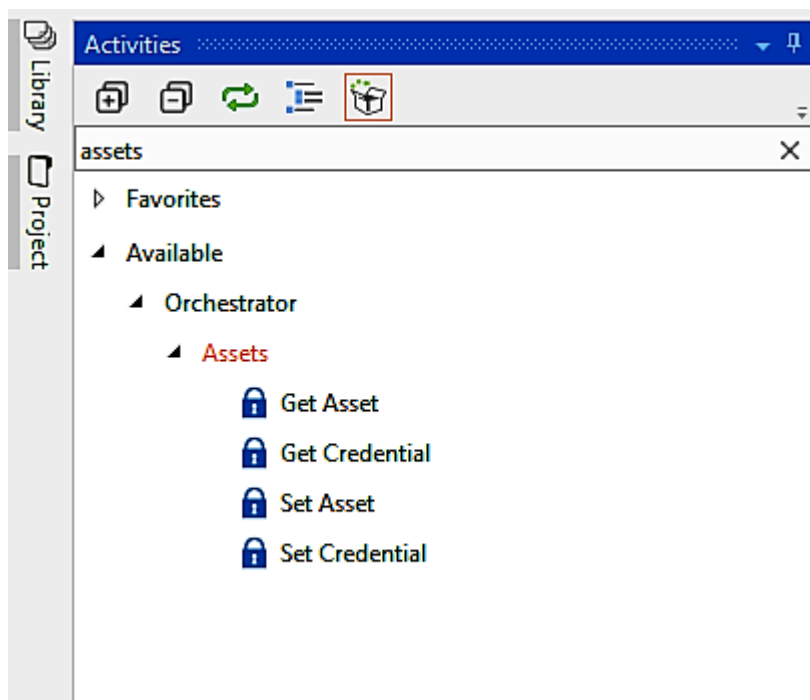 Library
Project
Activities
assets
Favorites
Available
Orchestrator
Assets
Get Asset
Get Credential
Set Asset
Set Credential